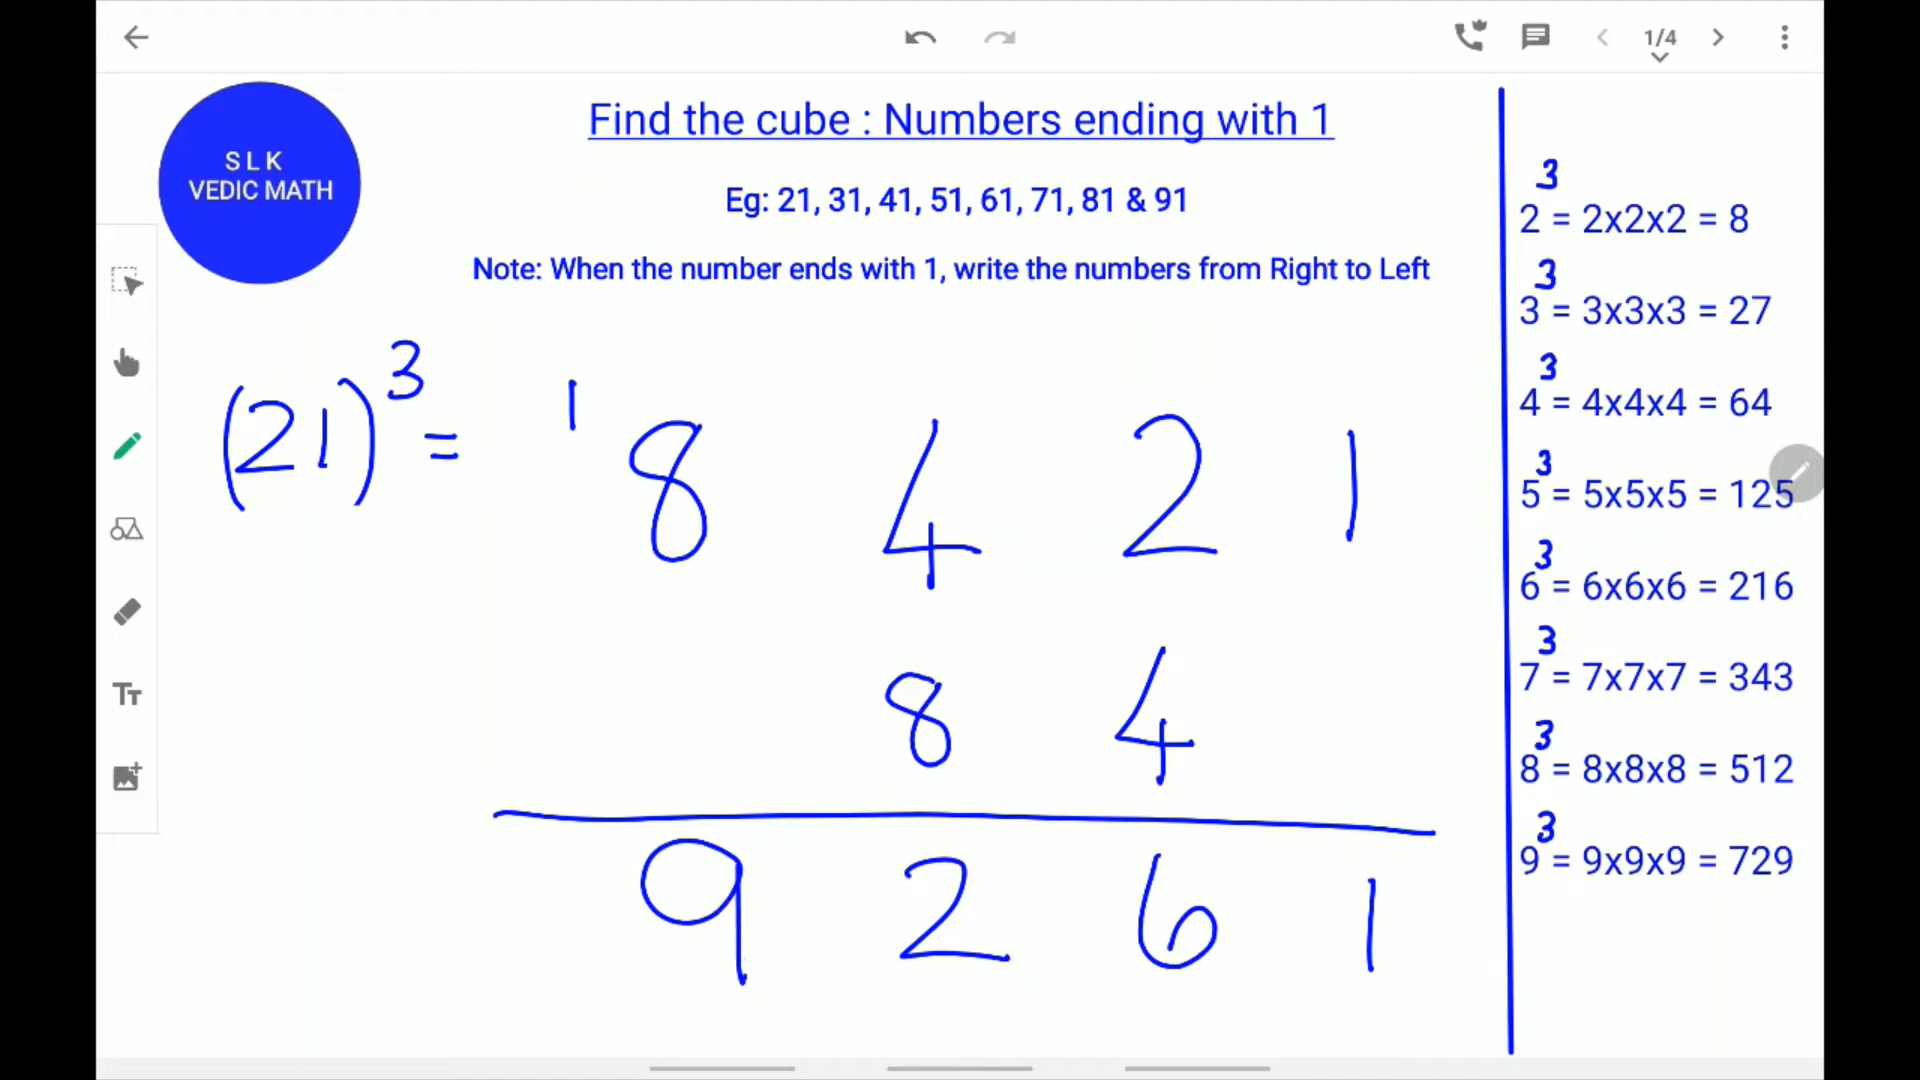 1/4
S L K
VEDIC MATH
Find the cube : Numbers ending with 1
Eg: 21, 31, 41, 51, 61, 71, 81 & 91
Note: When the number ends with 1, write the numbers from Right to Left
(21)³ = ¹8 4 2 1
8 4
9 2 6 1
2³ = 2x2x2 = 8
3³ = 3x3x3 = 27
4³ = 4x4x4 = 64
5³ = 5x5x5 = 125
6³ = 6x6x6 = 216
7³ = 7x7x7 = 343
8³ = 8x8x8 = 512
9³ = 9x9x9 = 729
Tт